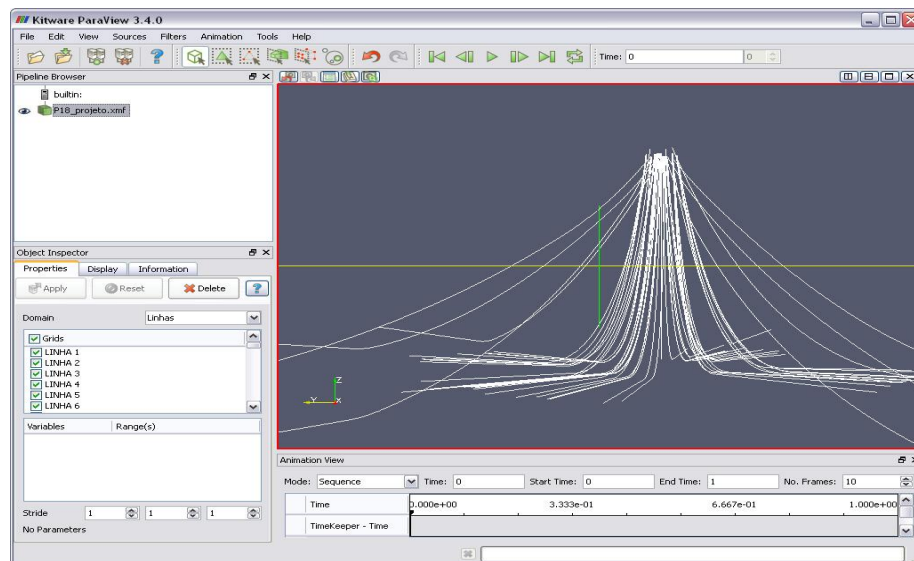 Kitware ParaView 3.4.0
File Edit View Sources Filters Animation Tools Help
Time: 0 0
Pipeline Browser
builtin:
P18_projeto.xmf
Object Inspector
Properties Display Information
Apply Reset Delete ?
Domain Linhas
Grids
LINHA 1
LINHA 2
LINHA 3
LINHA 4
LINHA 5
LINHA 6
Variables Range(s)
Stride 1 1 1
No Parameters
Z
Y X
Animation View
Mode: Sequence Time: 0 Start Time: 0 End Time: 1 No. Frames: 10
Time 0.000e+00 3.333e-01 6.667e-01 1.000e+00
TimeKeeper - Time